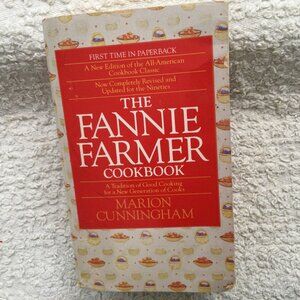 FIRST TIME IN PAPERBACK
A New Edition of the All-American
Cookbook Classic
Now Completely Revised and
Updated for the Nineties
THE
FANNIE
FARMER
COOKBOOK
A Tradition of Good Cooking
for a New Generation of Cooks
MARION
CUNNINGHAM